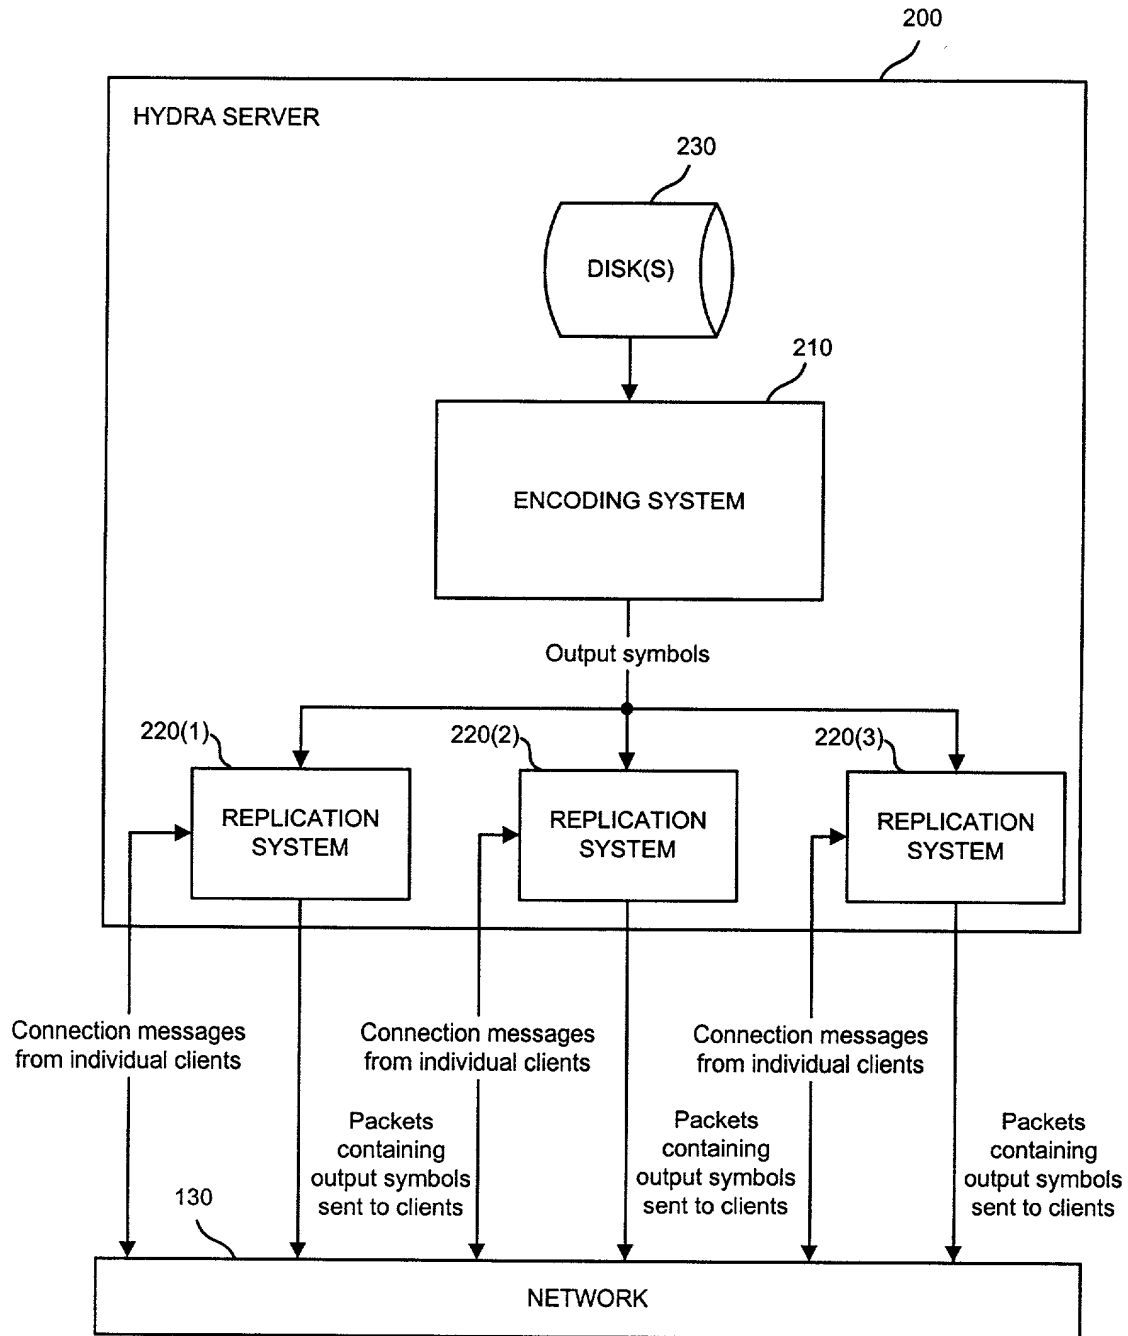 200
HYDRA SERVER
230
DISK(S)
210
ENCODING SYSTEM
Output symbols
220(1)
220(2)
220(3)
REPLICATION
SYSTEM
REPLICATION
SYSTEM
REPLICATION
SYSTEM
Connection messages
from individual clients
Connection messages
from individual clients
Connection messages
from individual clients
Packets
containing
output symbols
sent to clients
Packets
containing
output symbols
sent to clients
Packets
containing
output symbols
sent to clients
130
NETWORK